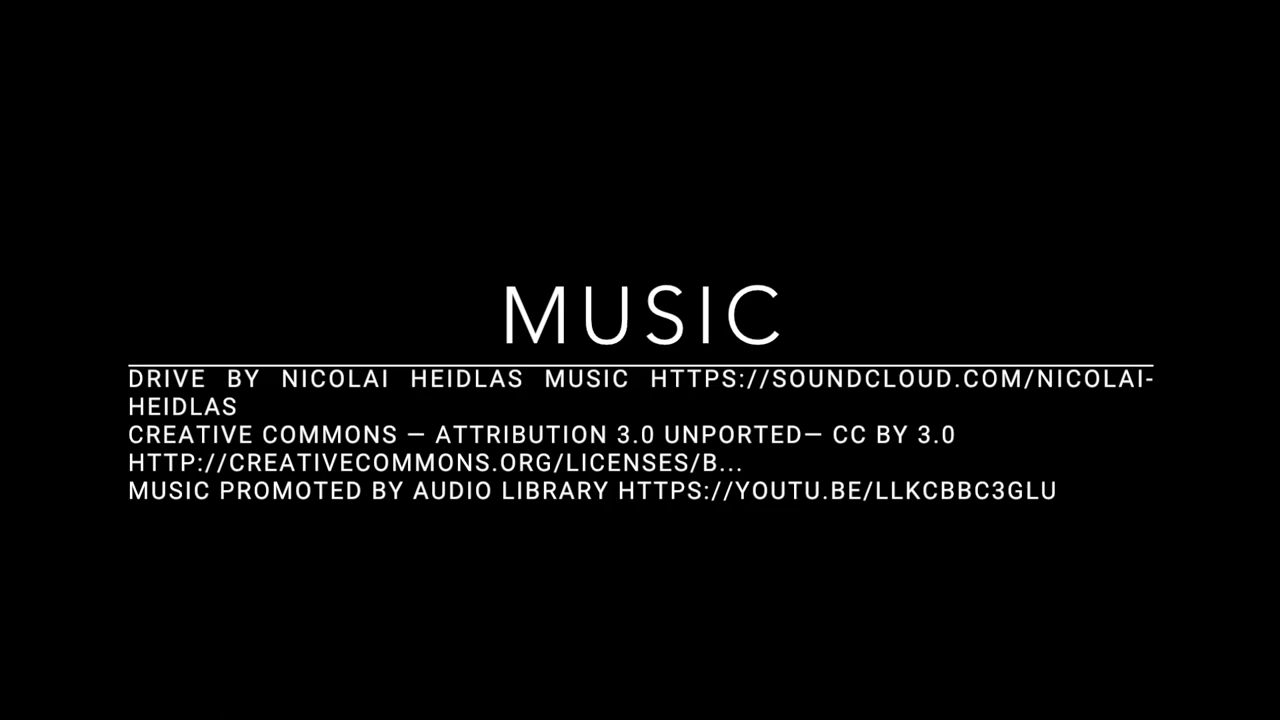 MUSIC
DRIVE BY NICOLAI HEIDLAS MUSIC HTTPS://SOUNDCLOUD.COM/NICOLAI-
HEIDLAS
CREATIVE COMMONS — ATTRIBUTION 3.0 UNPORTED— CC BY 3.0
HTTP://CREATIVECOMMONS.ORG/LICENSES/B...
MUSIC PROMOTED BY AUDIO LIBRARY HTTPS://YOUTU.BE/LLKCBBC3GLU